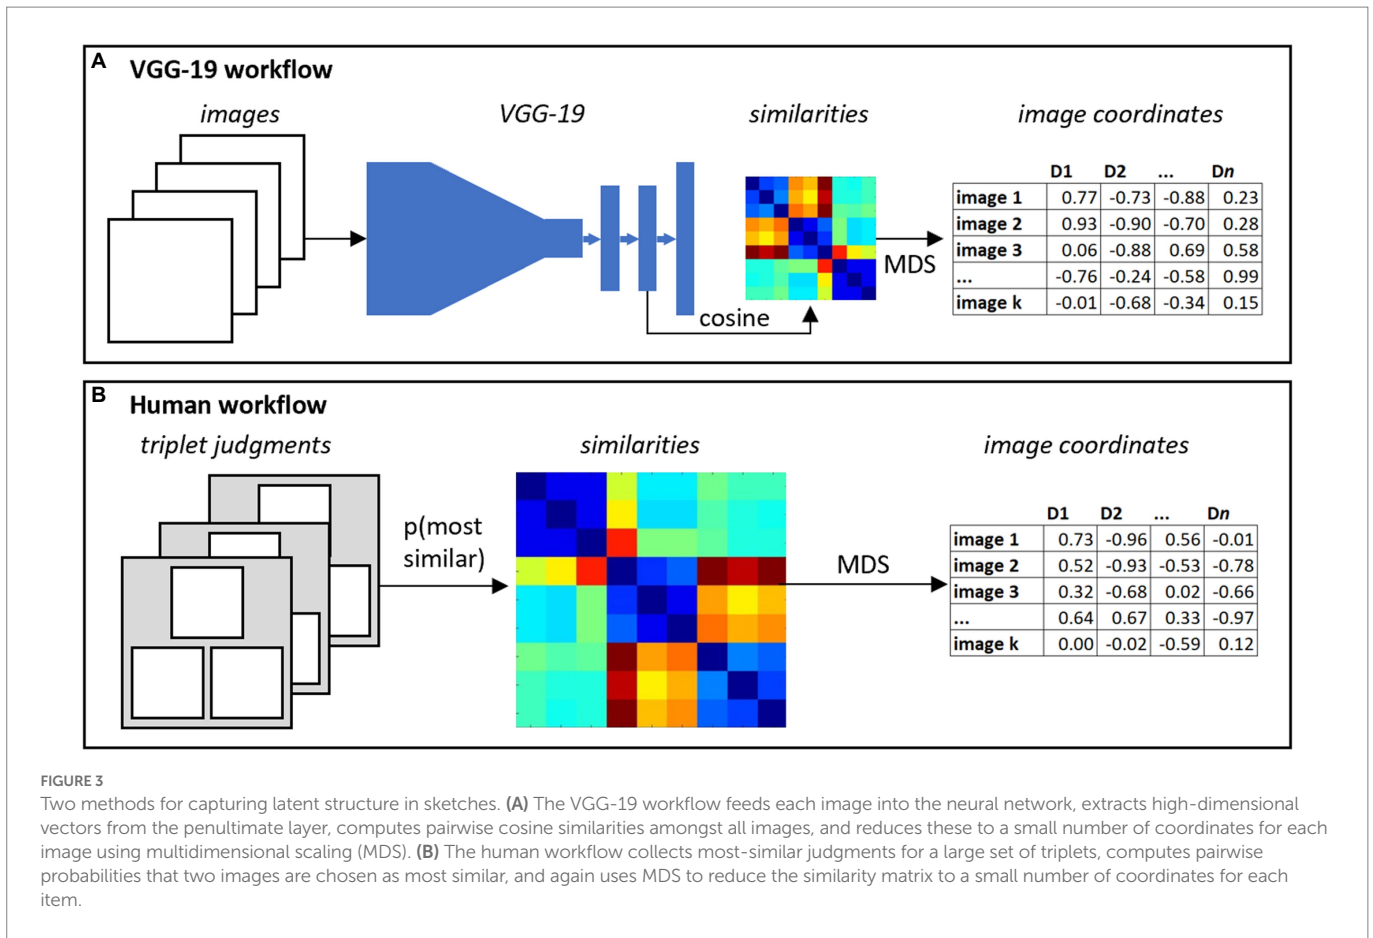 A
VGG-19 workflow
images
VGG-19
similarities
image coordinates
D1 D2 ... Dn
image 1 0.77 -0.73 -0.88 0.23
image 2 0.93 -0.90 -0.70 0.28
image 3 0.06 -0.88 0.69 0.58
... -0.76 -0.24 -0.58 0.99
image k -0.01 -0.68 -0.34 0.15
MDS
cosine
B
Human workflow
triplet judgments
similarities
image coordinates
p(most
similar)
MDS
D1 D2 ... Dn
image 1 0.73 -0.96 0.56 -0.01
image 2 0.52 -0.93 -0.53 -0.78
image 3 0.32 -0.68 0.02 -0.66
... 0.64 0.67 0.33 -0.97
image k 0.00 -0.02 -0.59 0.12
FIGURE 3
Two methods for capturing latent structure in sketches. (A) The VGG-19 workflow feeds each image into the neural network, extracts high-dimensional
vectors from the penultimate layer, computes pairwise cosine similarities amongst all images, and reduces these to a small number of coordinates for each
image using multidimensional scaling (MDS). (B) The human workflow collects most-similar judgments for a large set of triplets, computes pairwise
probabilities that two images are chosen as most similar, and again uses MDS to reduce the similarity matrix to a small number of coordinates for each
item.